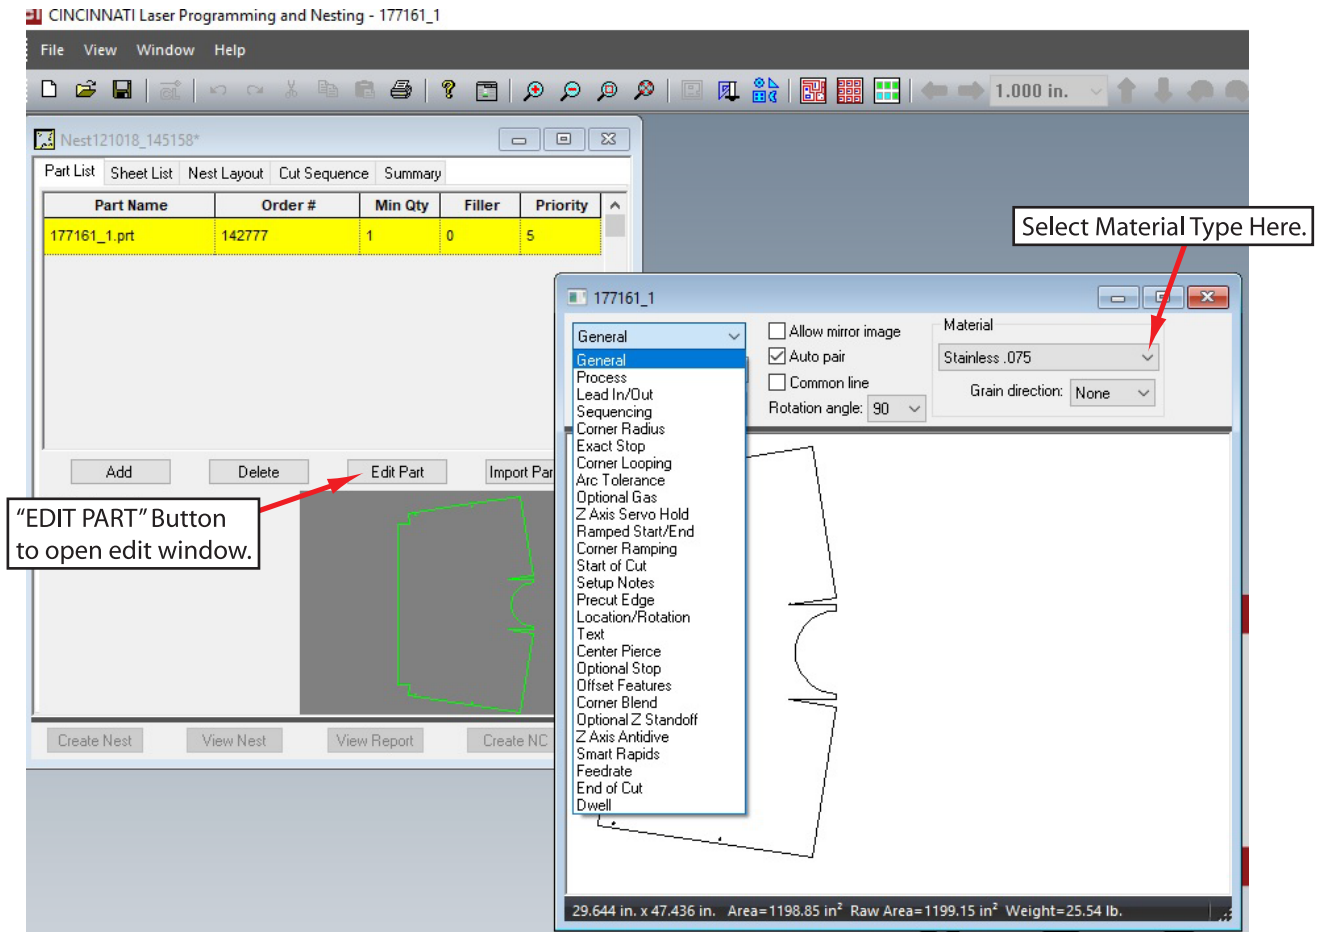 CINCINNATI Laser Programming and Nesting - 177161_1
File View Window Help
1.000 in.
Nest121018_145158*
Part List Sheet List Nest Layout Cut Sequence Summary
Part Name Order # Min Qty Filler Priority
177161_1.prt 142777 1 0 5
Select Material Type Here.
Add Delete Edit Part Import Par
"EDIT PART" Button
to open edit window.
Create Nest View Nest View Report Create NC
177161_1
General
Allow mirror image
Auto pair
Common line
Rotation angle: 90
Material
Stainless .075
Grain direction: None
General
Process
Lead In/Out
Sequencing
Corner Radius
Exact Stop
Corner Looping
Arc Tolerance
Optional Gas
Z Axis Servo Hold
Ramped Start/End
Corner Ramping
Start of Cut
Setup Notes
Precut Edge
Location/Rotation
Text
Center Pierce
Optional Stop
Offset Features
Corner Blend
Optional Z Standoff
Z Axis Antidive
Smart Rapids
Feedrate
End of Cut
Dwell
29.644 in. x 47.436 in. Area=1198.85 in² Raw Area=1199.15 in² Weight=25.54 lb.